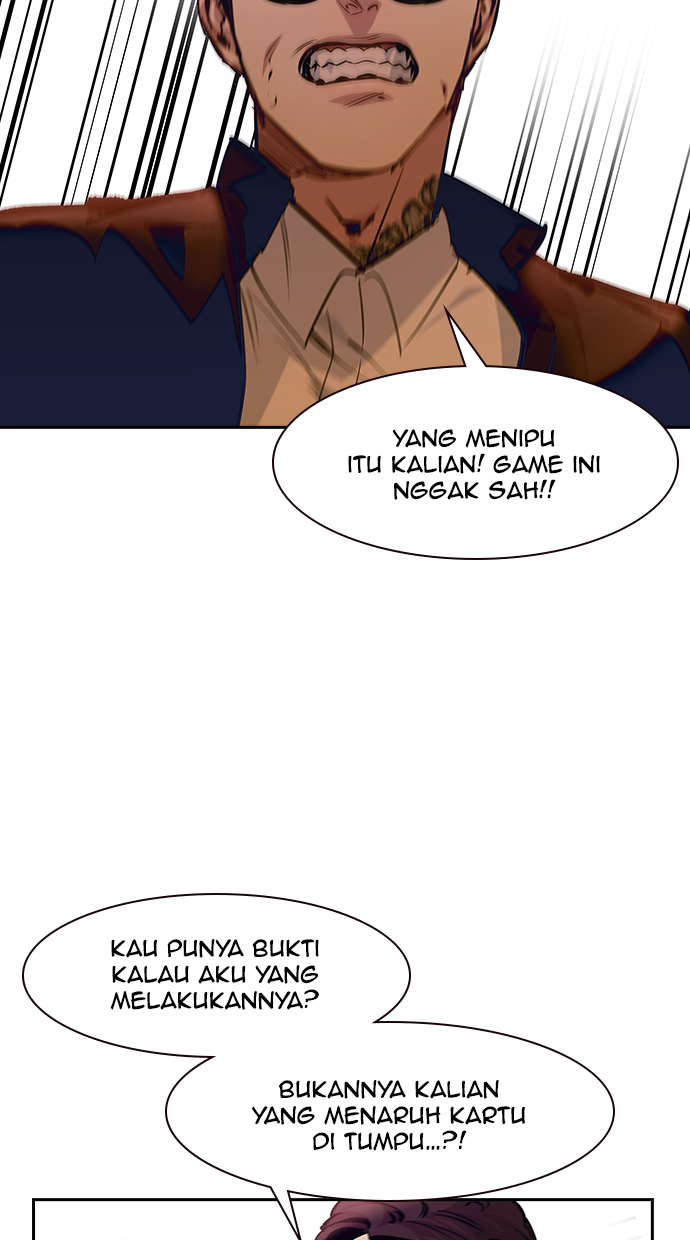 YANG MENIPU
ITU KALIAN! GAME INI
NGGAK SAH!!
KAU PUNYA BUKTI
KALAU AKU YANG
MELAKUKANNYA?
BUKANNYA KALIAN
YANG MENARUH KARTU
DI TUMPU...?!